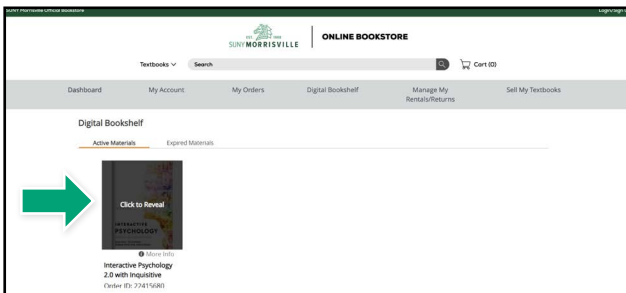 SUNY Morrisville Official Bookstore
Login/Sign
EST. 1908
SUNY MORRISVILLE
ONLINE BOOKSTORE
Textbooks
Search
Cart (0)
Dashboard
My Account
My Orders
Digital Bookshelf
Manage My
Rentals/Returns
Sell My Textbooks
Digital Bookshelf
Active Materials
Expired Materials
Click to Reveal
INTERACTIVE
PSYCHOLOGY
More Info
Interactive Psychology
2.0 with Inquisitive
Order ID: 22415680